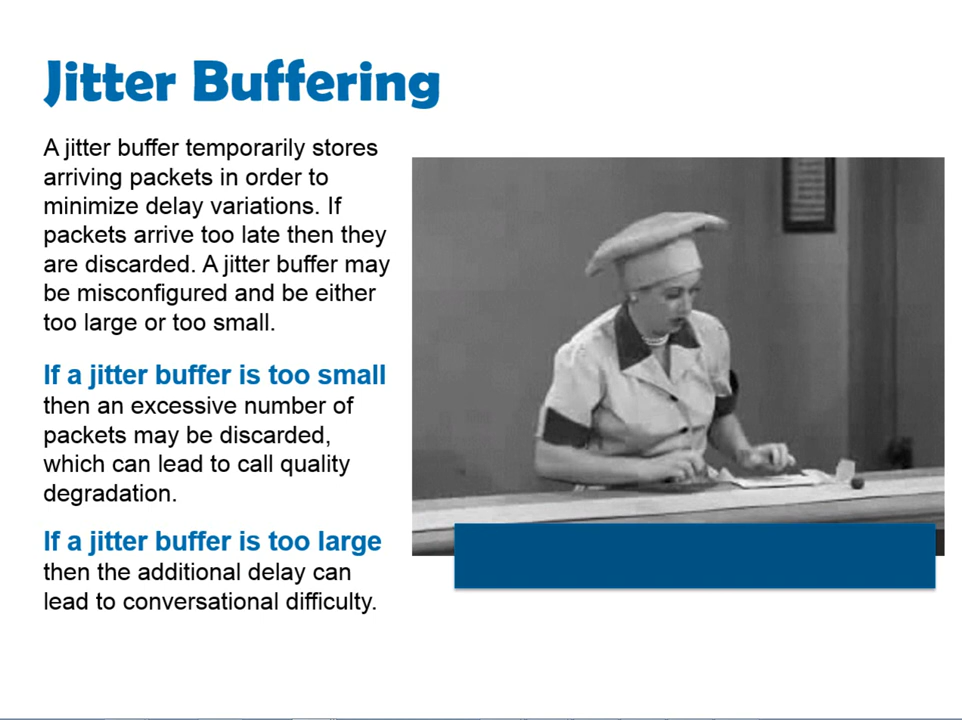 Jitter Buffering
A jitter buffer temporarily stores
arriving packets in order to
minimize delay variations. If
packets arrive too late then they
are discarded. A jitter buffer may
be misconfigured and be either
too large or too small.
If a jitter buffer is too small
then an excessive number of
packets may be discarded,
which can lead to call quality
degradation.
If a jitter buffer is too large
then the additional delay can
lead to conversational difficulty.